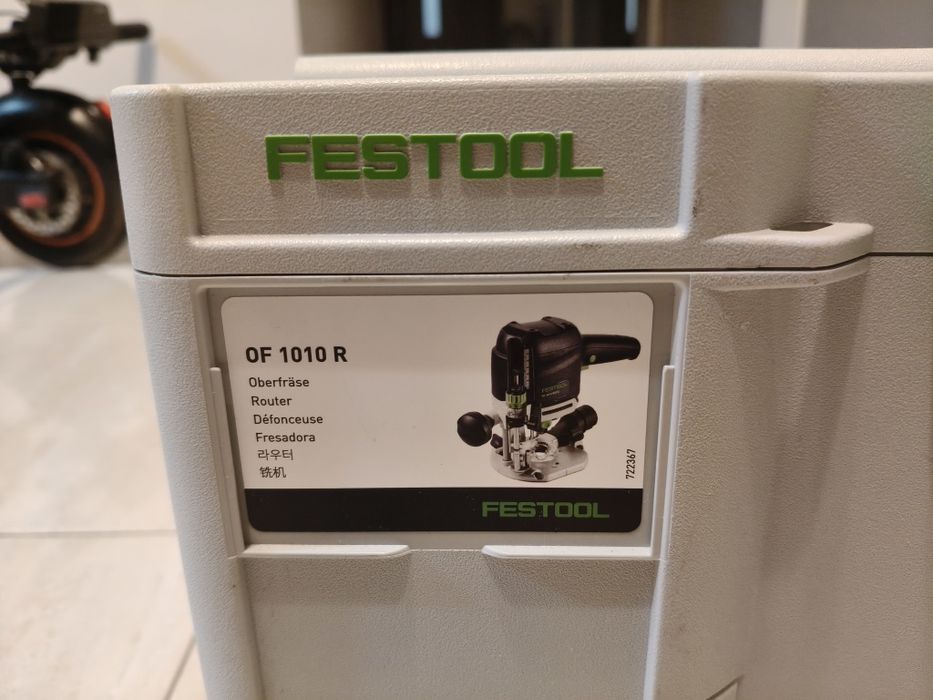 FESTOOL
OF 1010 R
Oberfräse
Router
Défonceuse
Fresadora
라우터
铣机
722367
FESTOOL